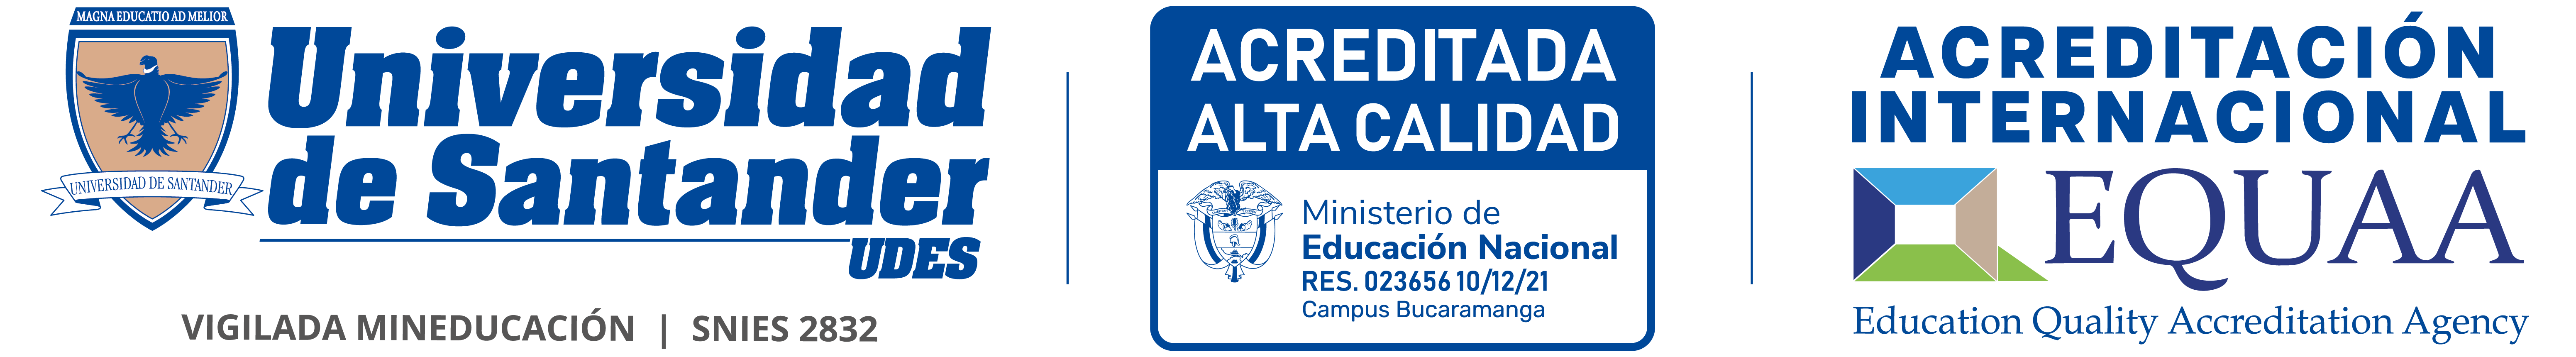 MAGNA EDUCATIO AD MELIOR
UNIVERSIDAD DE SANTANDER
Universidad
de Santander
UDES
VIGILADA MINEDUCACIÓN | SNIES 2832
ACREDITADA
ALTA CALIDAD
Ministerio de
Educación Nacional
RES. 023656 10/12/21
Campus Bucaramanga
ACREDITACIÓN
INTERNACIONAL
EQUAA
Education Quality Accreditation Agency